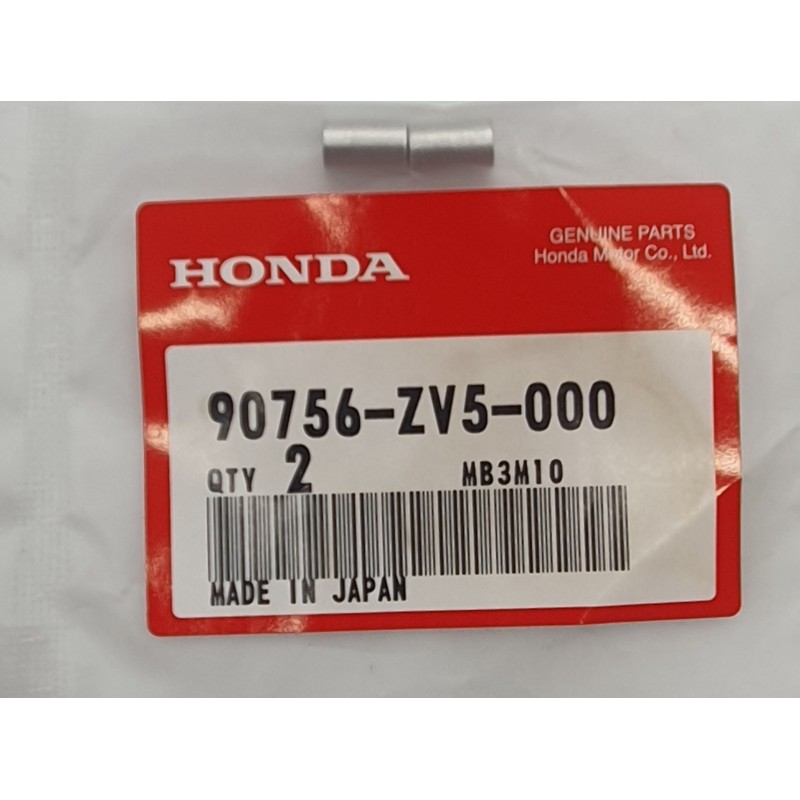 GENUINE PARTS
Honda Motor Co., Ltd.
HONDA
90756-ZV5-000
QTY 2 MB3M10
MADE IN JAPAN